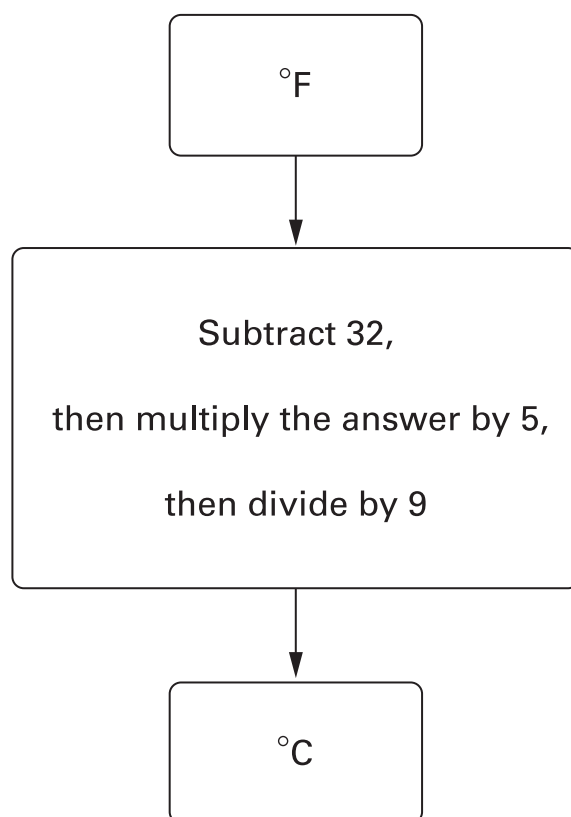 °F
Subtract 32,
then multiply the answer by 5,
then divide by 9
°C